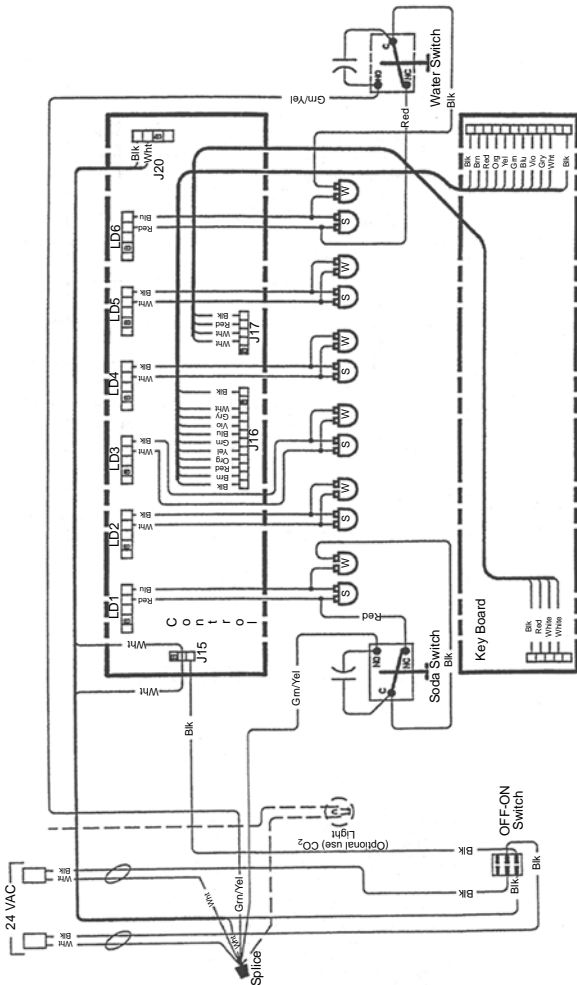 24 VAC
Wht
Blk
Wht
Blk
Splice
Wht
Wht
Grn/Yel
Blk
Blk
Blk
Blk
OFF-ON
Switch
(Optional use) CO2
Light
Blk
Wht
Wht
J15
Control
Grn/Yel
Red
NO
NC
C
Soda Switch
Blk
LD1
Red
Blu
S
W
LD2
Wht
Blk
S
W
LD3
Wht
Blk
S
W
LD4
Wht
Blk
S
W
LD5
Wht
Blk
S
W
LD6
Red
Blu
S
W
J16
Blk
Brn
Red
Org
Yel
Grn
Blu
Vio
Gry
Wht
Blk
J17
Wht
Wht
Red
Blk
J20
Blk
Wht
Grn/Yel
Red
NO
NC
C
Water Switch
Blk
Key Board
Blk
Red
White
White
Blk
Brn
Red
Org
Yel
Grn
Blu
Vio
Gry
Wht
Blk